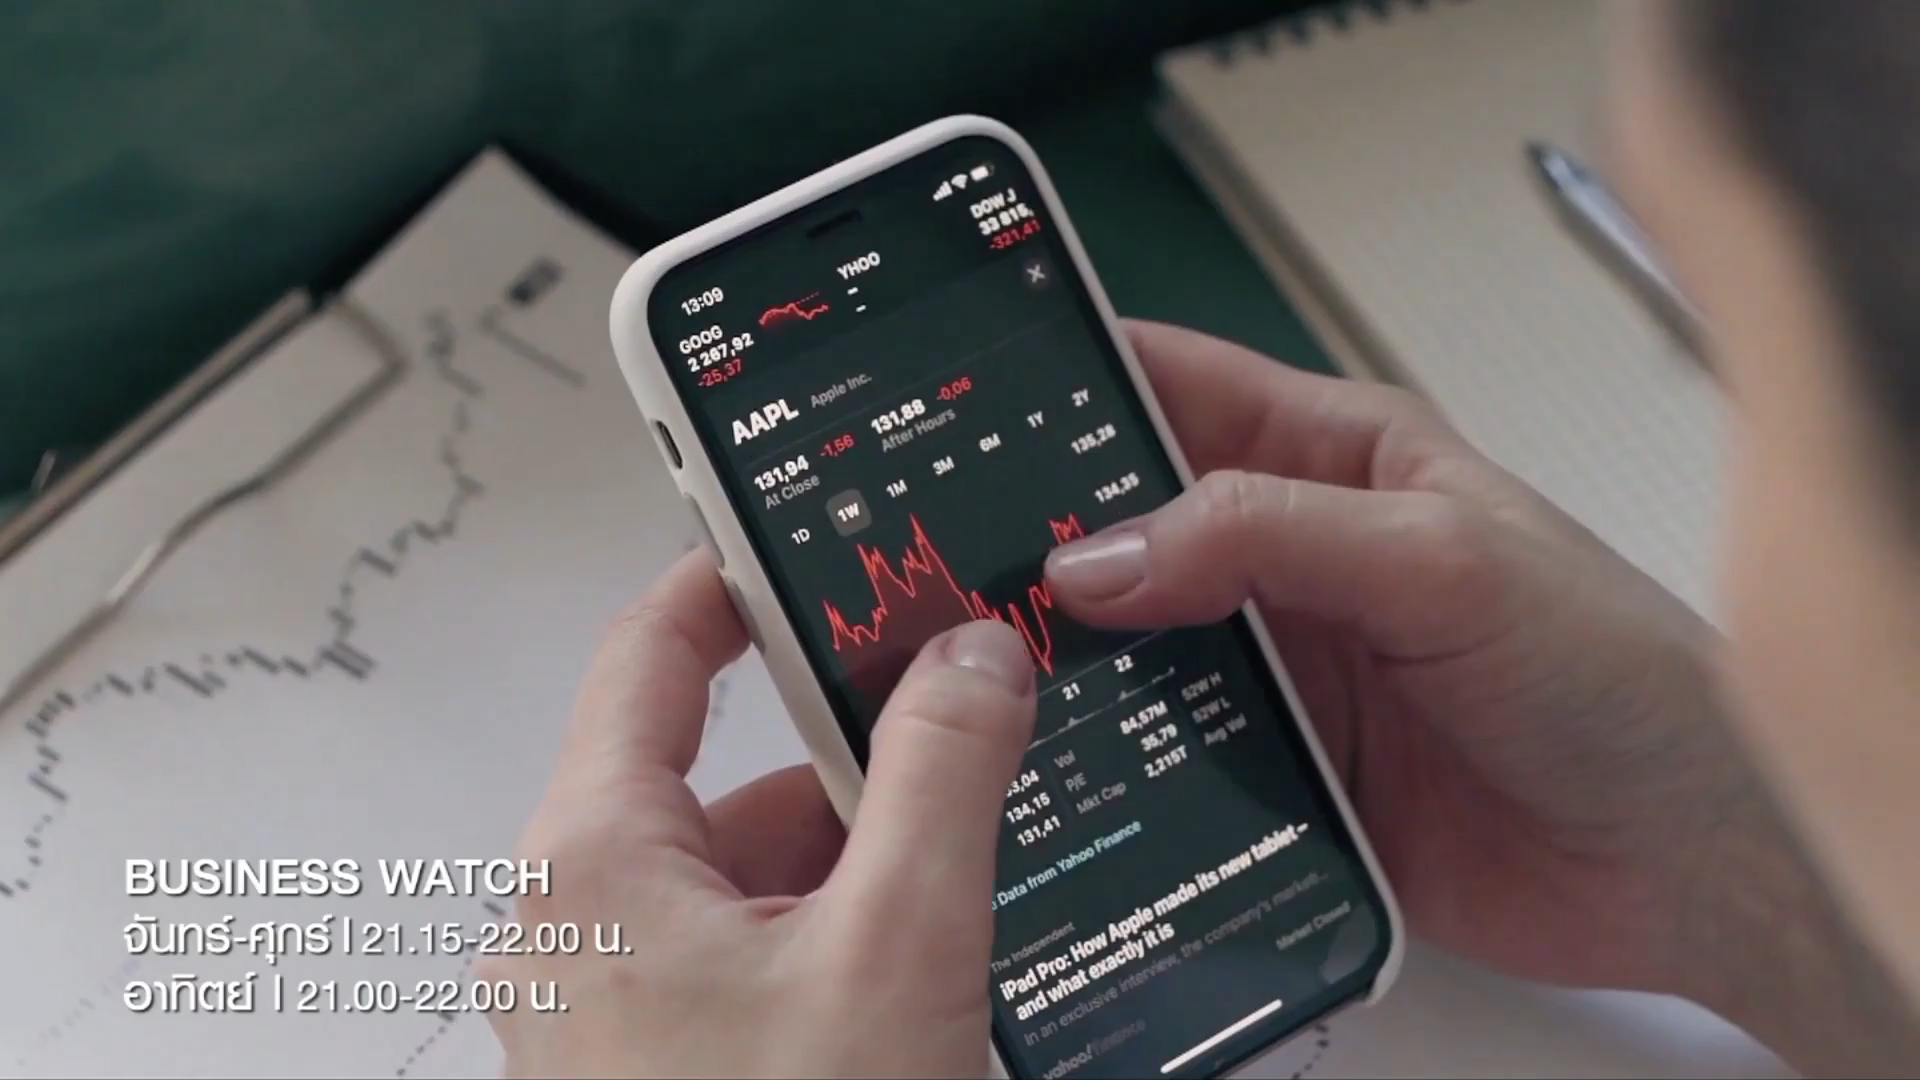 DOW J
33 815,
-321,41
YHOO
13:09
GOOG
2 267,92
-25,37
AAPL Apple Inc.
131,94 -1,56 131,88 -0,06
At Close After Hours
1D 1W 1M 3M 6M 1Y 2Y
135,28
134,35
21 22
Vol 84,57M 52W H
134,15 P/E 35,79 52W L
131,41 Mkt Cap 2,215T Avg Vol
Data from Yahoo Finance
The Independent
iPad Pro: How Apple made its new tablet –
and what exactly it is
In an exclusive interview, the company's market...
yahoo!finance Market Closed
BUSINESS WATCH
จันทร์-ศุกร์ | 21.15-22.00 น.
อาทิตย์ | 21.00-22.00 น.